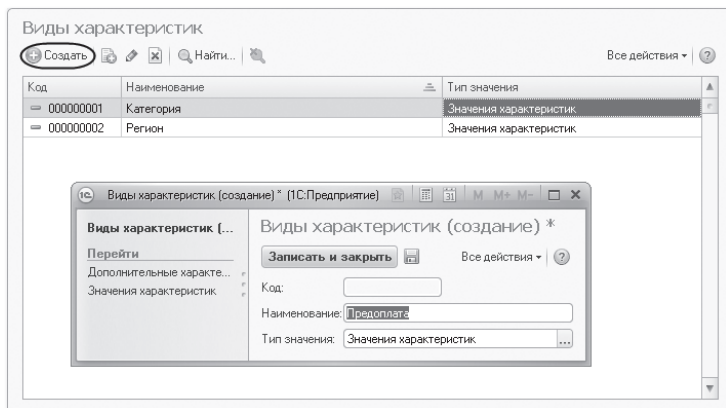 Виды характеристик
Создать Найти... Все действия
Код Наименование Тип значения
000000001 Категория Значения характеристик
000000002 Регион Значения характеристик
Виды характеристик (создание) * (1С:Предприятие) 31 M M+ M-
Виды характеристик (... Виды характеристик (создание) *
Перейти Записать и закрыть Все действия
Дополнительные характе... Код:
Значения характеристик Наименование: Предоплата
Тип значения: Значения характеристик ...